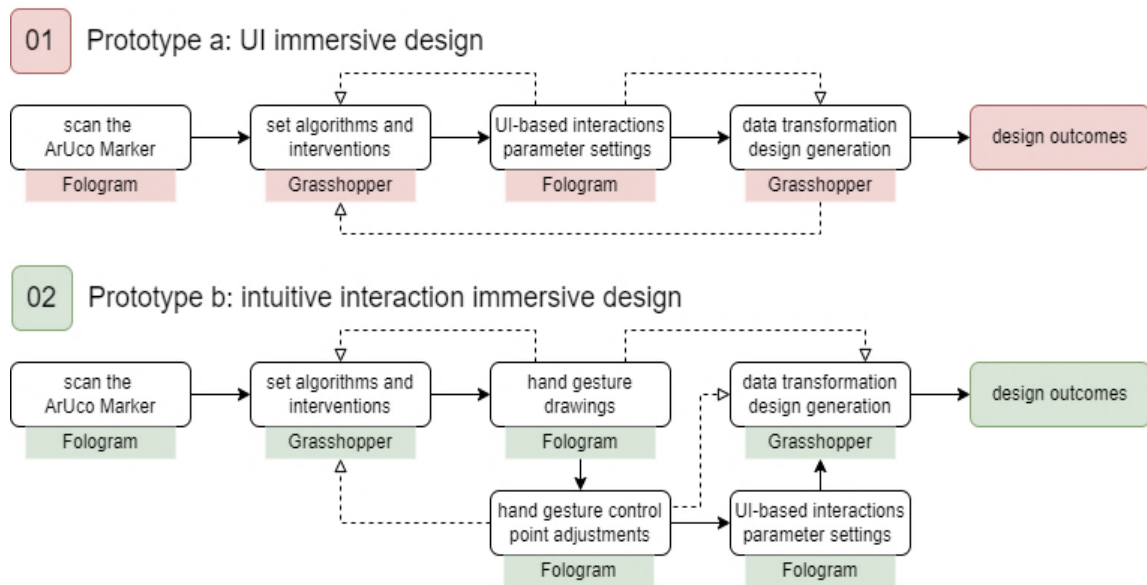 01 Prototype a: UI immersive design
scan the
ArUco Marker
Fologram
set algorithms and
interventions
Grasshopper
UI-based interactions
parameter settings
Fologram
data transformation
design generation
Grasshopper
design outcomes
02 Prototype b: intuitive interaction immersive design
scan the
ArUco Marker
Fologram
set algorithms and
interventions
Grasshopper
hand gesture
drawings
Fologram
data transformation
design generation
Grasshopper
design outcomes
hand gesture control
point adjustments
Fologram
UI-based interactions
parameter settings
Fologram